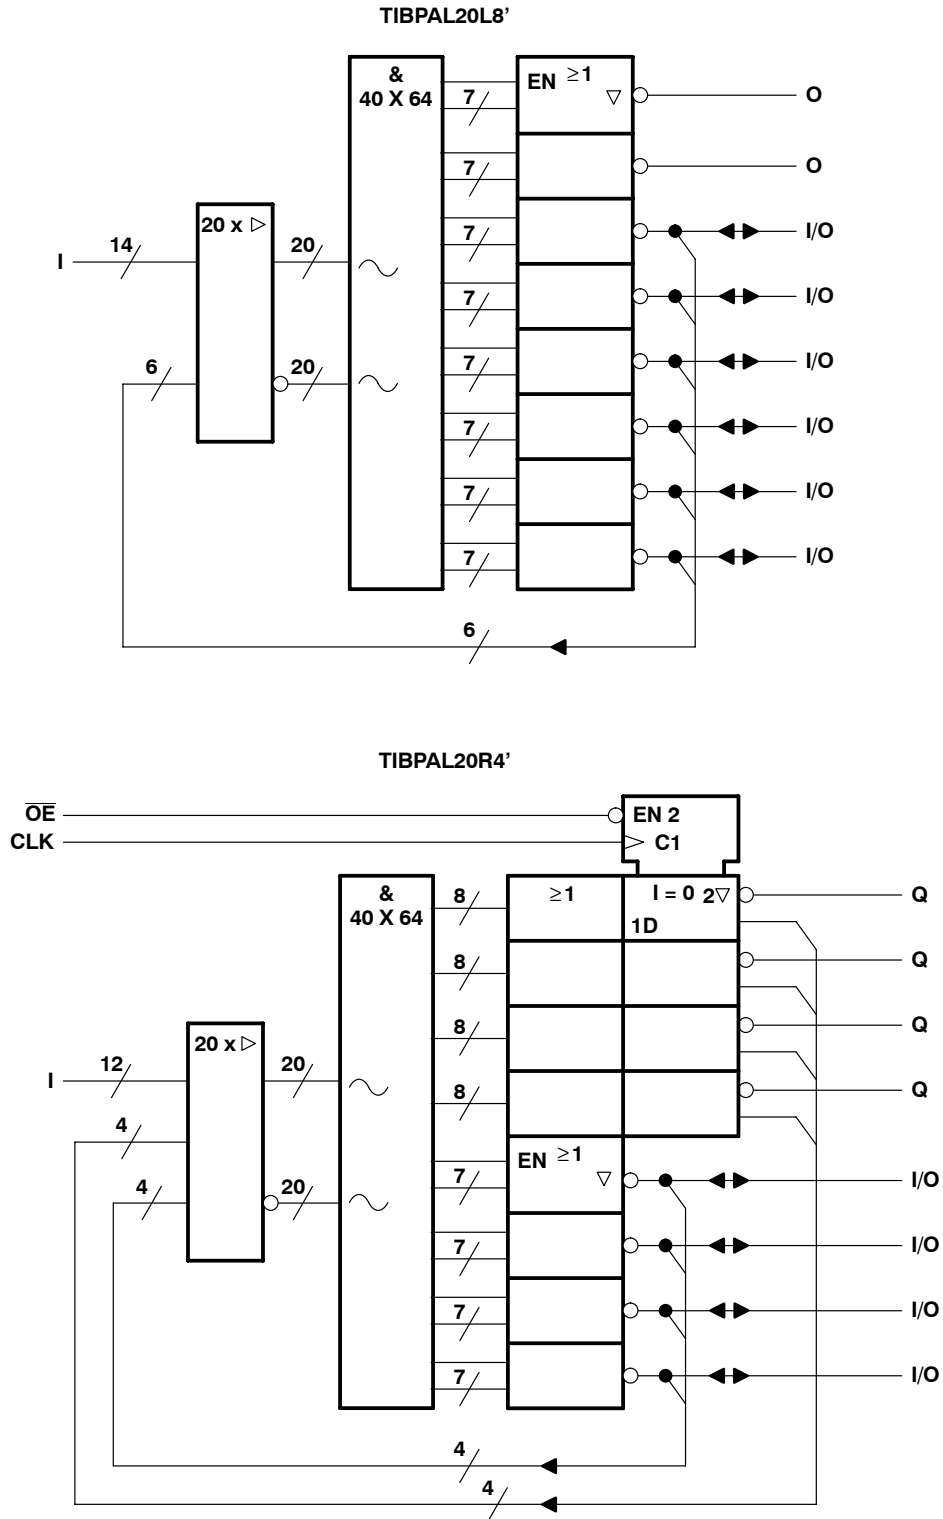 TIBPAL20L8’
&
40 X 64
EN ≥1
7
O
7
O
7
I/O
20 x
14
20
I
7
I/O
7
I/O
6
20
7
I/O
7
I/O
7
I/O
6
TIBPAL20R4’
OE
EN 2
CLK
C1
&
40 X 64
8
≥1
I = 0 2
1D
Q
8
Q
8
Q
20 x
12
20
I
8
Q
4
EN ≥1
7
I/O
4
20
7
I/O
7
I/O
7
I/O
4
4